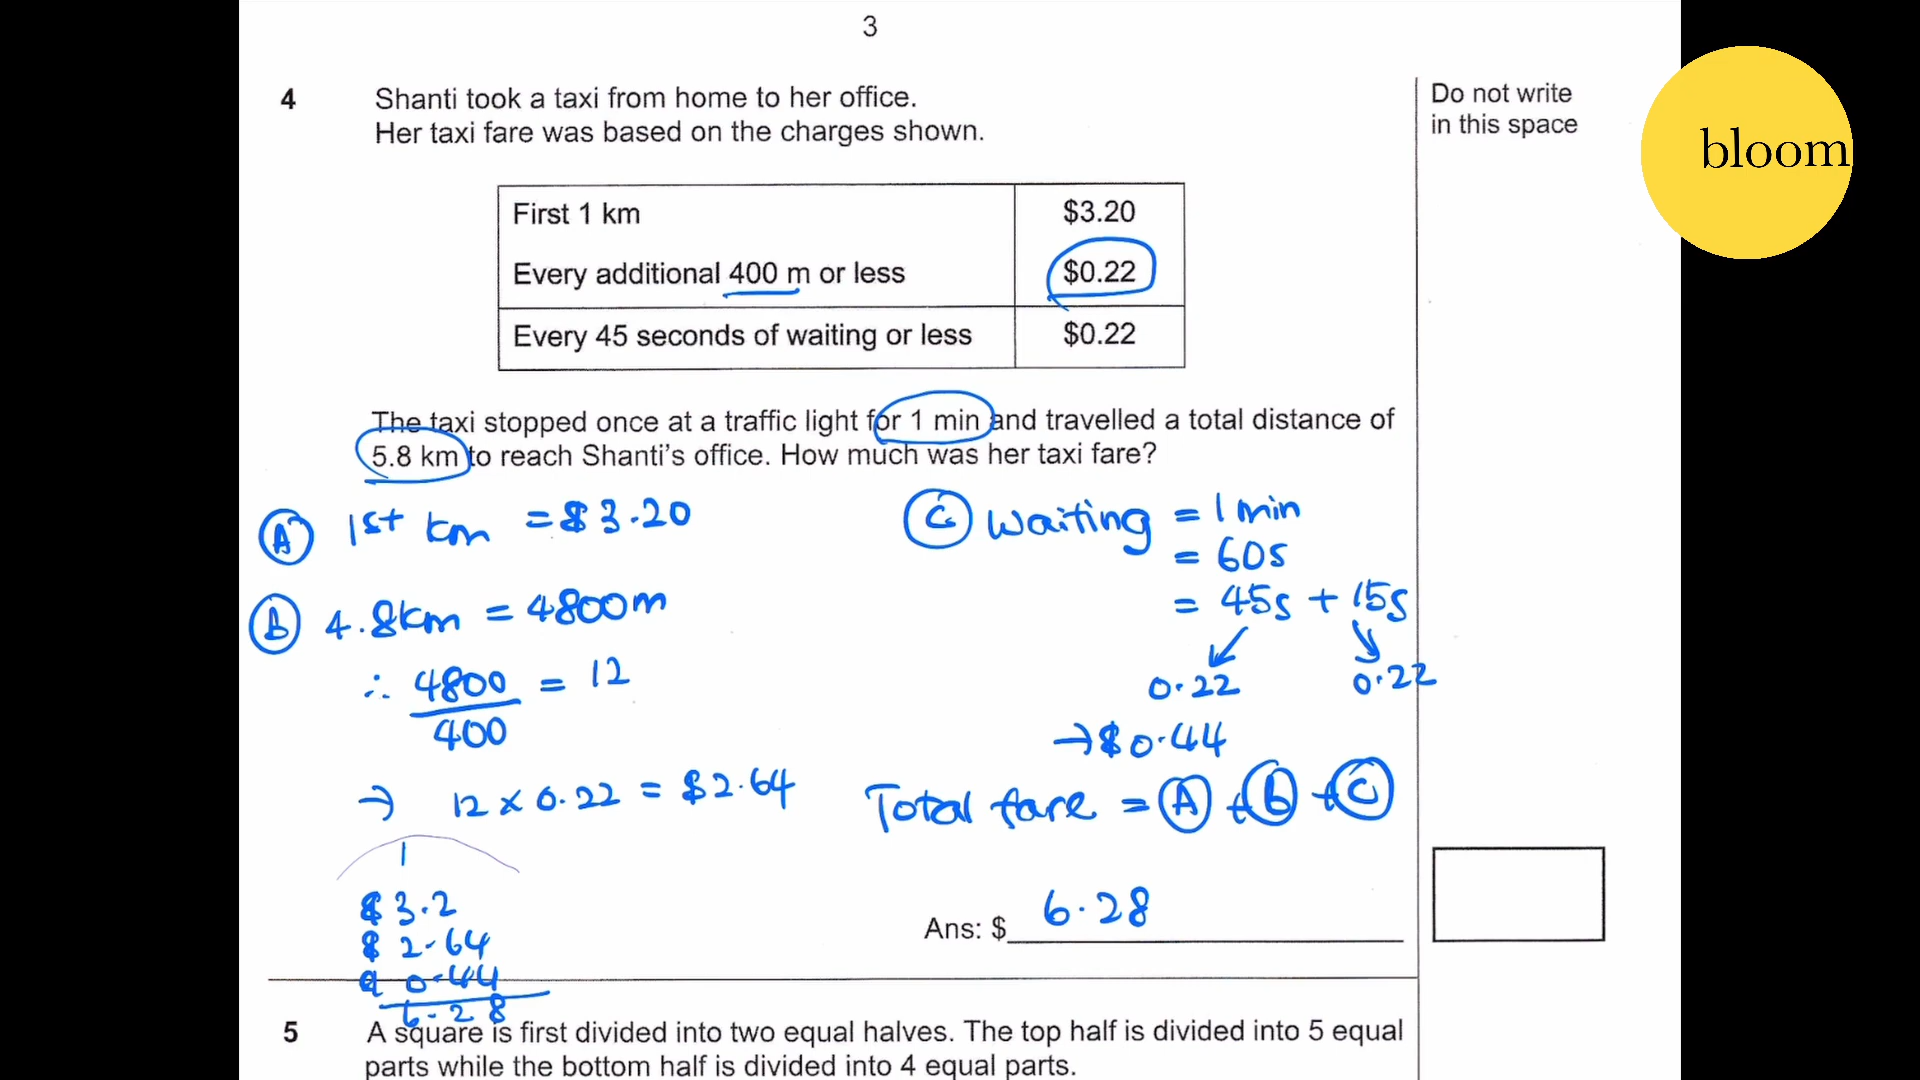 3
4 Shanti took a taxi from home to her office.
Her taxi fare was based on the charges shown.
Do not write
in this space
bloom
First 1 km $3.20
Every additional 400 m or less $0.22
Every 45 seconds of waiting or less $0.22
The taxi stopped once at a traffic light for 1 min and travelled a total distance of
5.8 km to reach Shanti's office. How much was her taxi fare?
A 1st km = $3.20
B 4.8km = 4800m
∴ 4800/400 = 12
→ 12 × 0.22 = $2.64
C Waiting = 1 min
= 60s
= 45s + 15s
0.22 0.22
→ $0.44
Total fare = A + B + C
1
$3.2
$2.64
$0.44
6.28
Ans: $ 6.28
5 A square is first divided into two equal halves. The top half is divided into 5 equal
parts while the bottom half is divided into 4 equal parts.